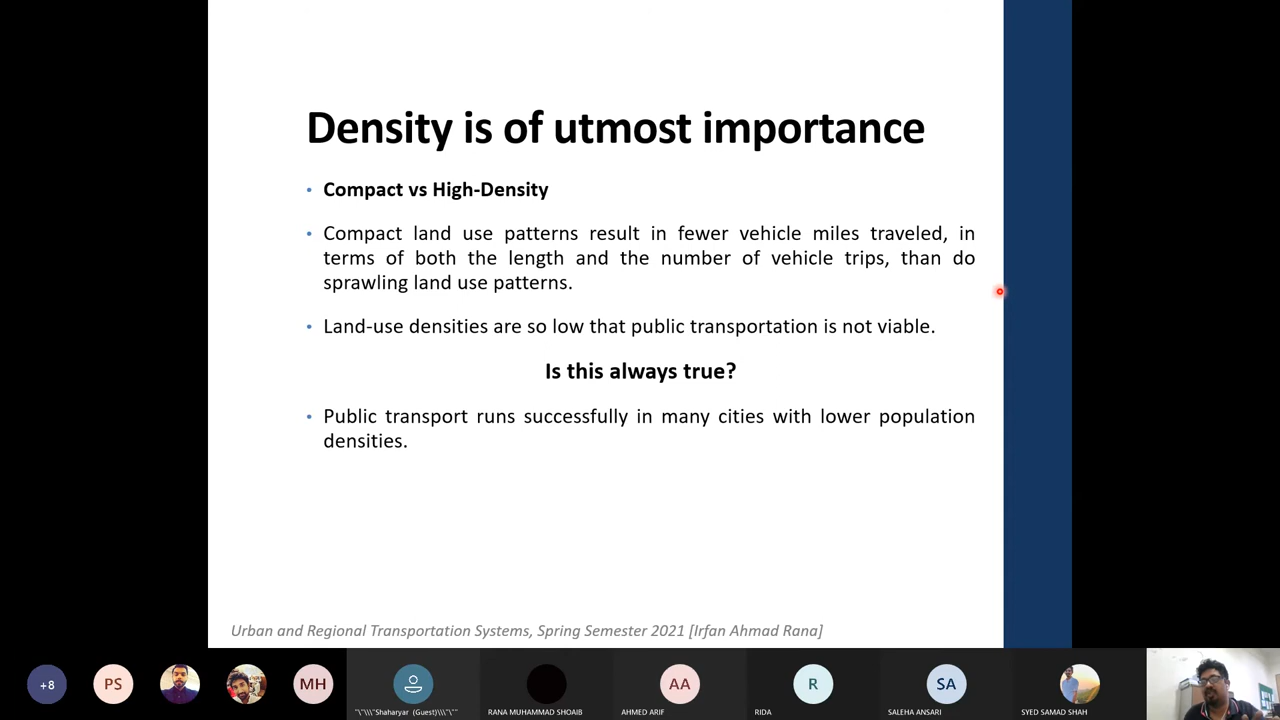 Density is of utmost importance
• Compact vs High-Density
• Compact land use patterns result in fewer vehicle miles traveled, in
terms of both the length and the number of vehicle trips, than do
sprawling land use patterns.
• Land-use densities are so low that public transportation is not viable.
Is this always true?
• Public transport runs successfully in many cities with lower population
densities.
Urban and Regional Transportation Systems, Spring Semester 2021 [Irfan Ahmad Rana]
+8
PS
MH
AA
R
SA
"\"\\\"Shaharyar (Guest)\\\"\""
RANA MUHAMMAD SHOAIB
AHMED ARIF
RIDA
SALEHA ANSARI
SYED SAMAD SHAH